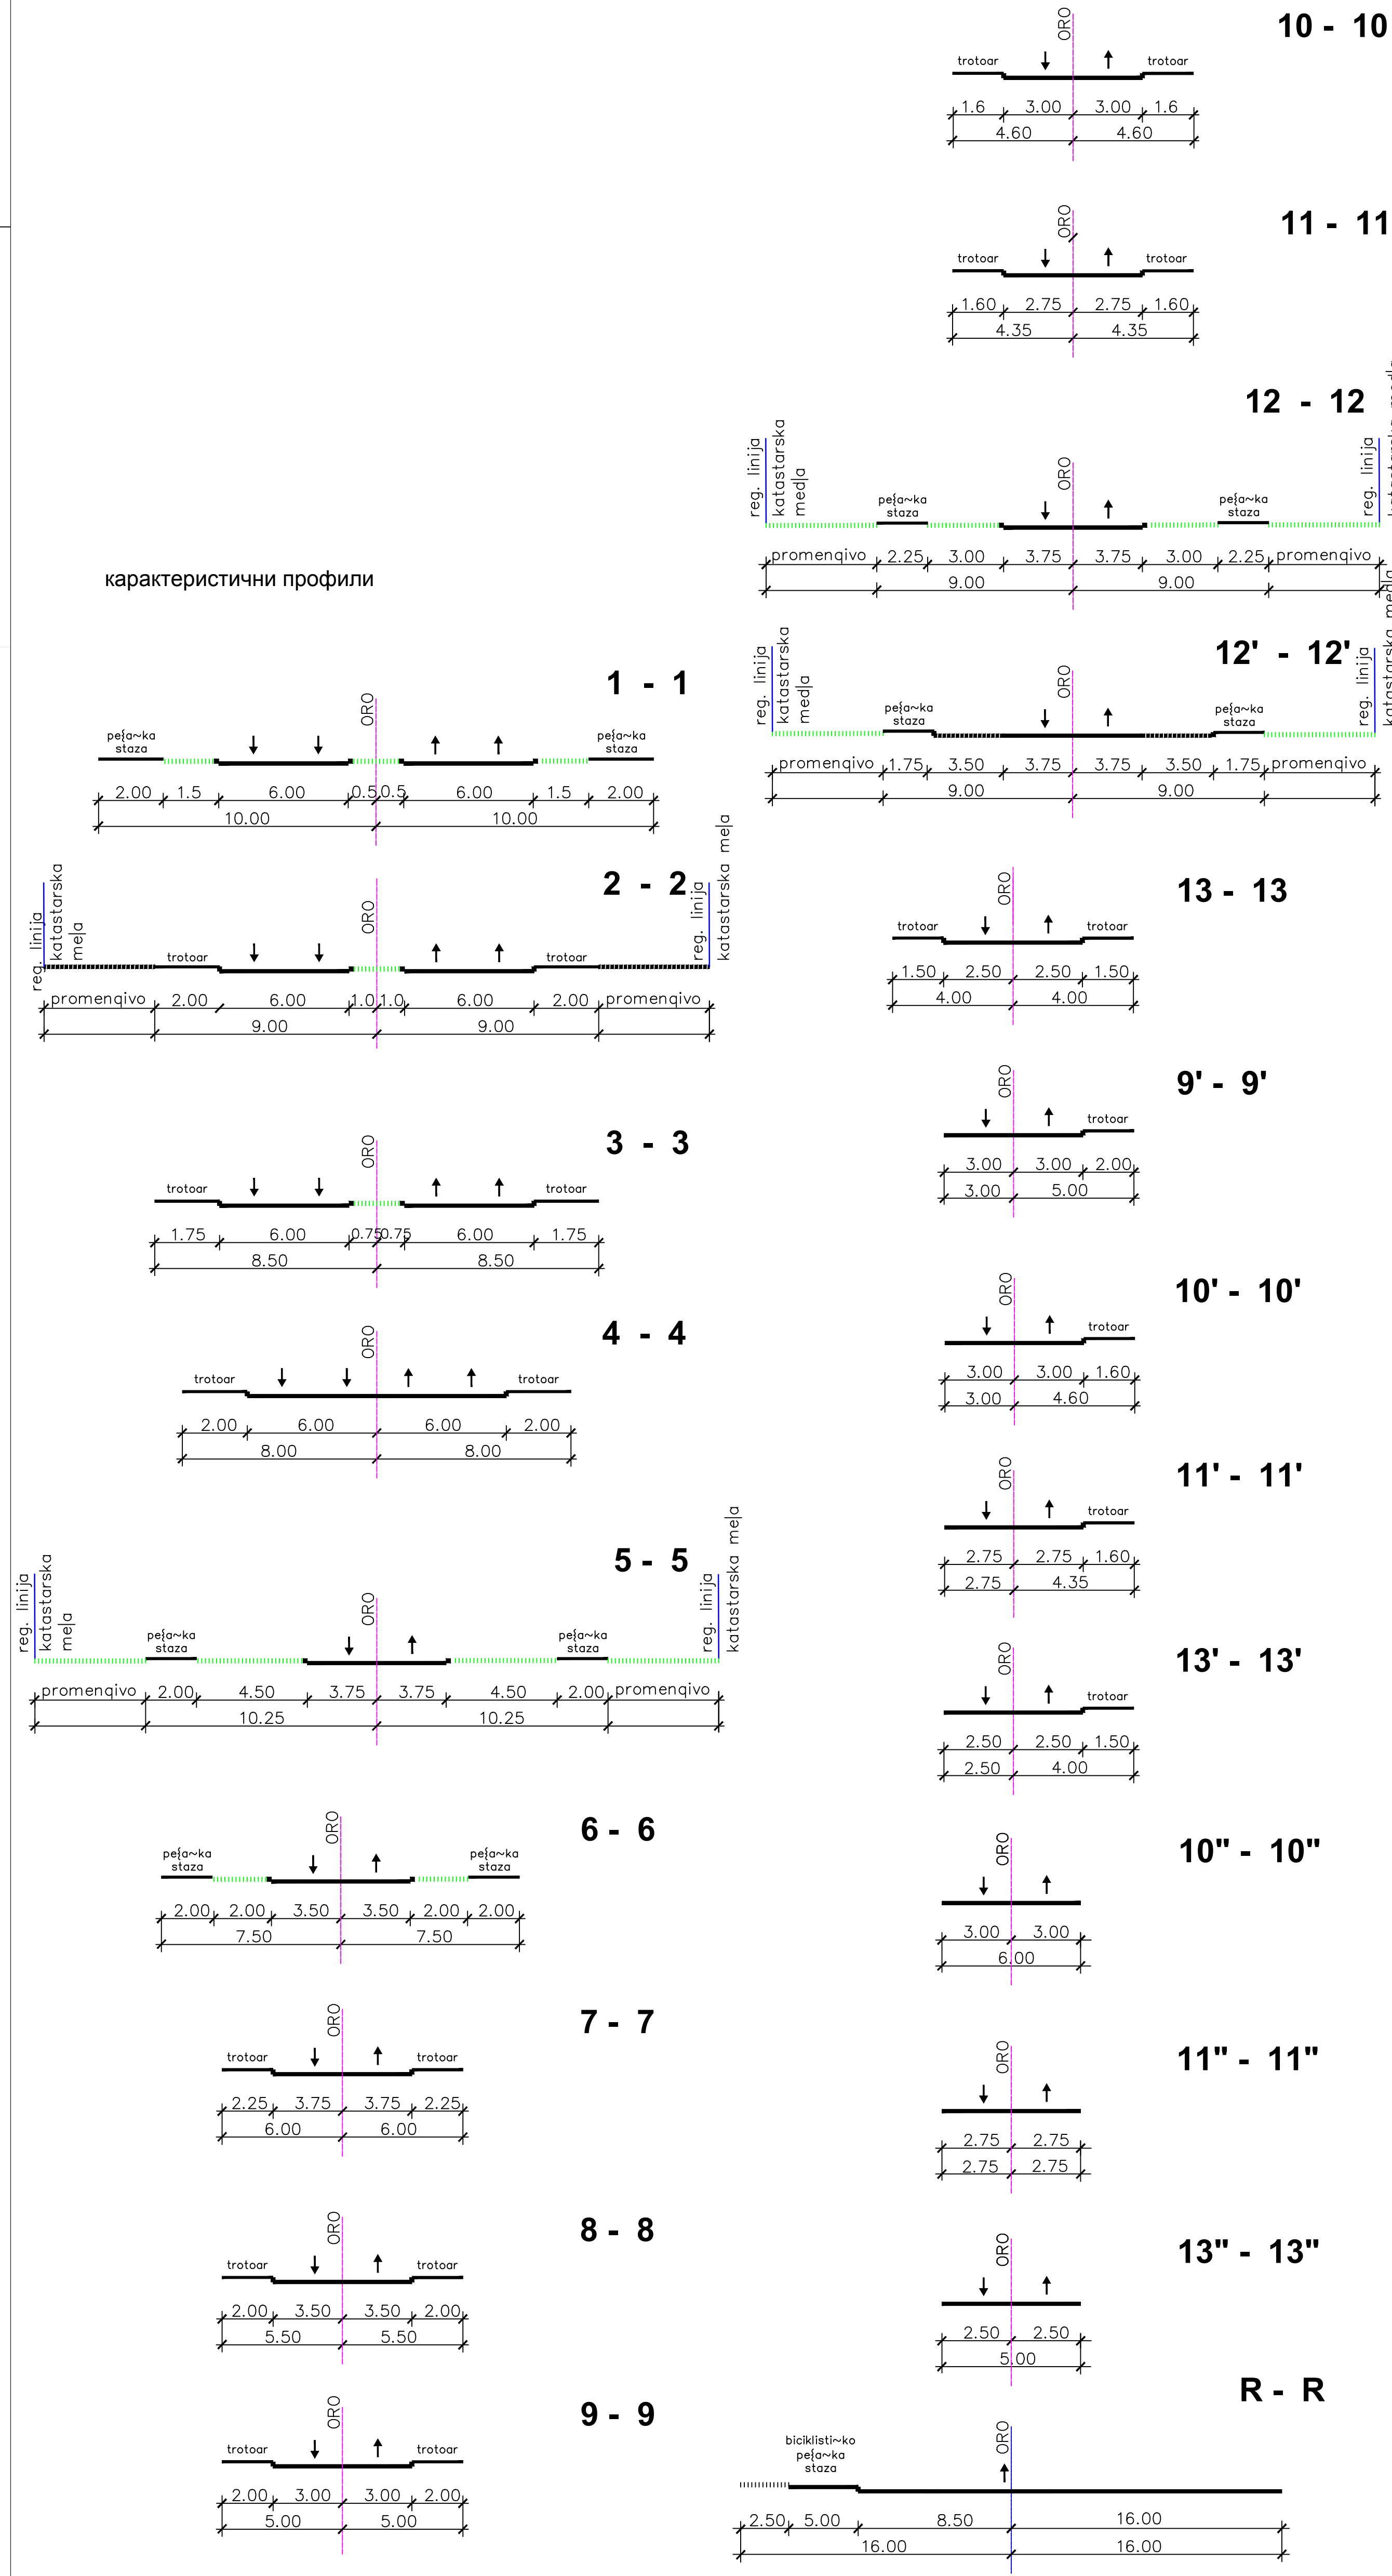 карактеристични профили
1 - 1
ORO
pe{a~ka
staza
pe{a~ka
staza
2.00 1.5 6.00 0.5 0.5 6.00 1.5 2.00
10.00 10.00
2 - 2
reg. linija
katastarska
me|a
ORO
reg. linija
katastarska me|a
trotoar trotoar
promenqivo 2.00 6.00 1.0 1.0 6.00 2.00 promenqivo
9.00 9.00
3 - 3
ORO
trotoar trotoar
1.75 6.00 0.75 0.75 6.00 1.75
8.50 8.50
4 - 4
ORO
trotoar trotoar
2.00 6.00 6.00 2.00
8.00 8.00
5 - 5
reg. linija
katastarska
me|a
ORO
reg. linija
katastarska me|a
pe{a~ka
staza
pe{a~ka
staza
promenqivo 2.00 4.50 3.75 3.75 4.50 2.00 promenqivo
10.25 10.25
6 - 6
ORO
pe{a~ka
staza
pe{a~ka
staza
2.00 2.00 3.50 3.50 2.00 2.00
7.50 7.50
7 - 7
ORO
trotoar trotoar
2.25 3.75 3.75 2.25
6.00 6.00
8 - 8
ORO
trotoar trotoar
2.00 3.50 3.50 2.00
5.50 5.50
9 - 9
ORO
trotoar trotoar
2.00 3.00 3.00 2.00
5.00 5.00
10 - 10
ORO
trotoar trotoar
1.6 3.00 3.00 1.6
4.60 4.60
11 - 11
ORO
trotoar trotoar
1.60 2.75 2.75 1.60
4.35 4.35
12 - 12
reg. linija
katastarska
med|a
ORO
reg. linija
pe{a~ka
staza
pe{a~ka
staza
promenqivo 2.25 3.00 3.75 3.75 3.00 2.25 promenqivo
9.00 9.00
12' - 12'
reg. linija
katastarska
med|a
ORO
reg. linija
katastarska med|a
pe{a~ka
staza
pe{a~ka
staza
promenqivo 1.75 3.50 3.75 3.75 3.50 1.75 promenqivo
9.00 9.00
13 - 13
ORO
trotoar trotoar
1.50 2.50 2.50 1.50
4.00 4.00
9' - 9'
ORO
trotoar
3.00 3.00 2.00
3.00 5.00
10' - 10'
ORO
trotoar
3.00 3.00 1.60
3.00 4.60
11' - 11'
ORO
trotoar
2.75 2.75 1.60
2.75 4.35
13' - 13'
ORO
trotoar
2.50 2.50 1.50
2.50 4.00
10" - 10"
ORO
3.00 3.00
6.00
11" - 11"
ORO
2.75 2.75
2.75 2.75
13" - 13"
ORO
2.50 2.50
5.00
R - R
ORO
biciklisti~ko
pe{a~ka
staza
2.50 5.00 8.50 16.00
16.00 16.00